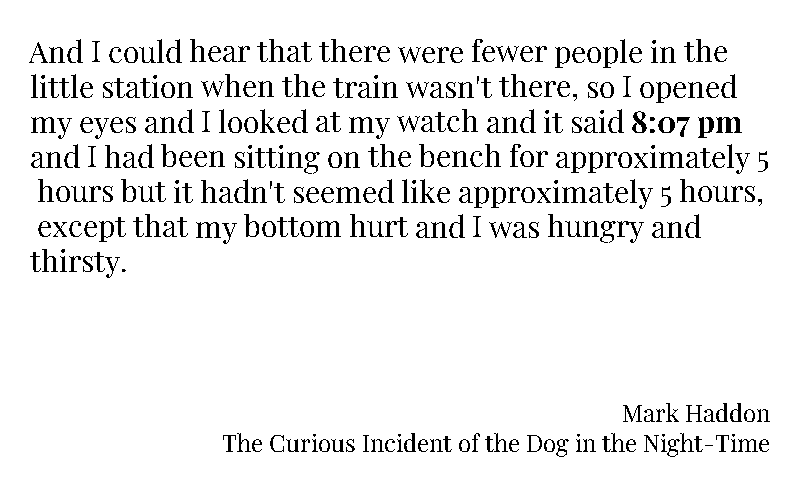 And I could hear that there were fewer people in the
little station when the train wasn't there, so I opened
my eyes and I looked at my watch and it said 8:07 pm
and I had been sitting on the bench for approximately 5
hours but it hadn't seemed like approximately 5 hours,
except that my bottom hurt and I was hungry and
thirsty.
Mark Haddon
The Curious Incident of the Dog in the Night-Time